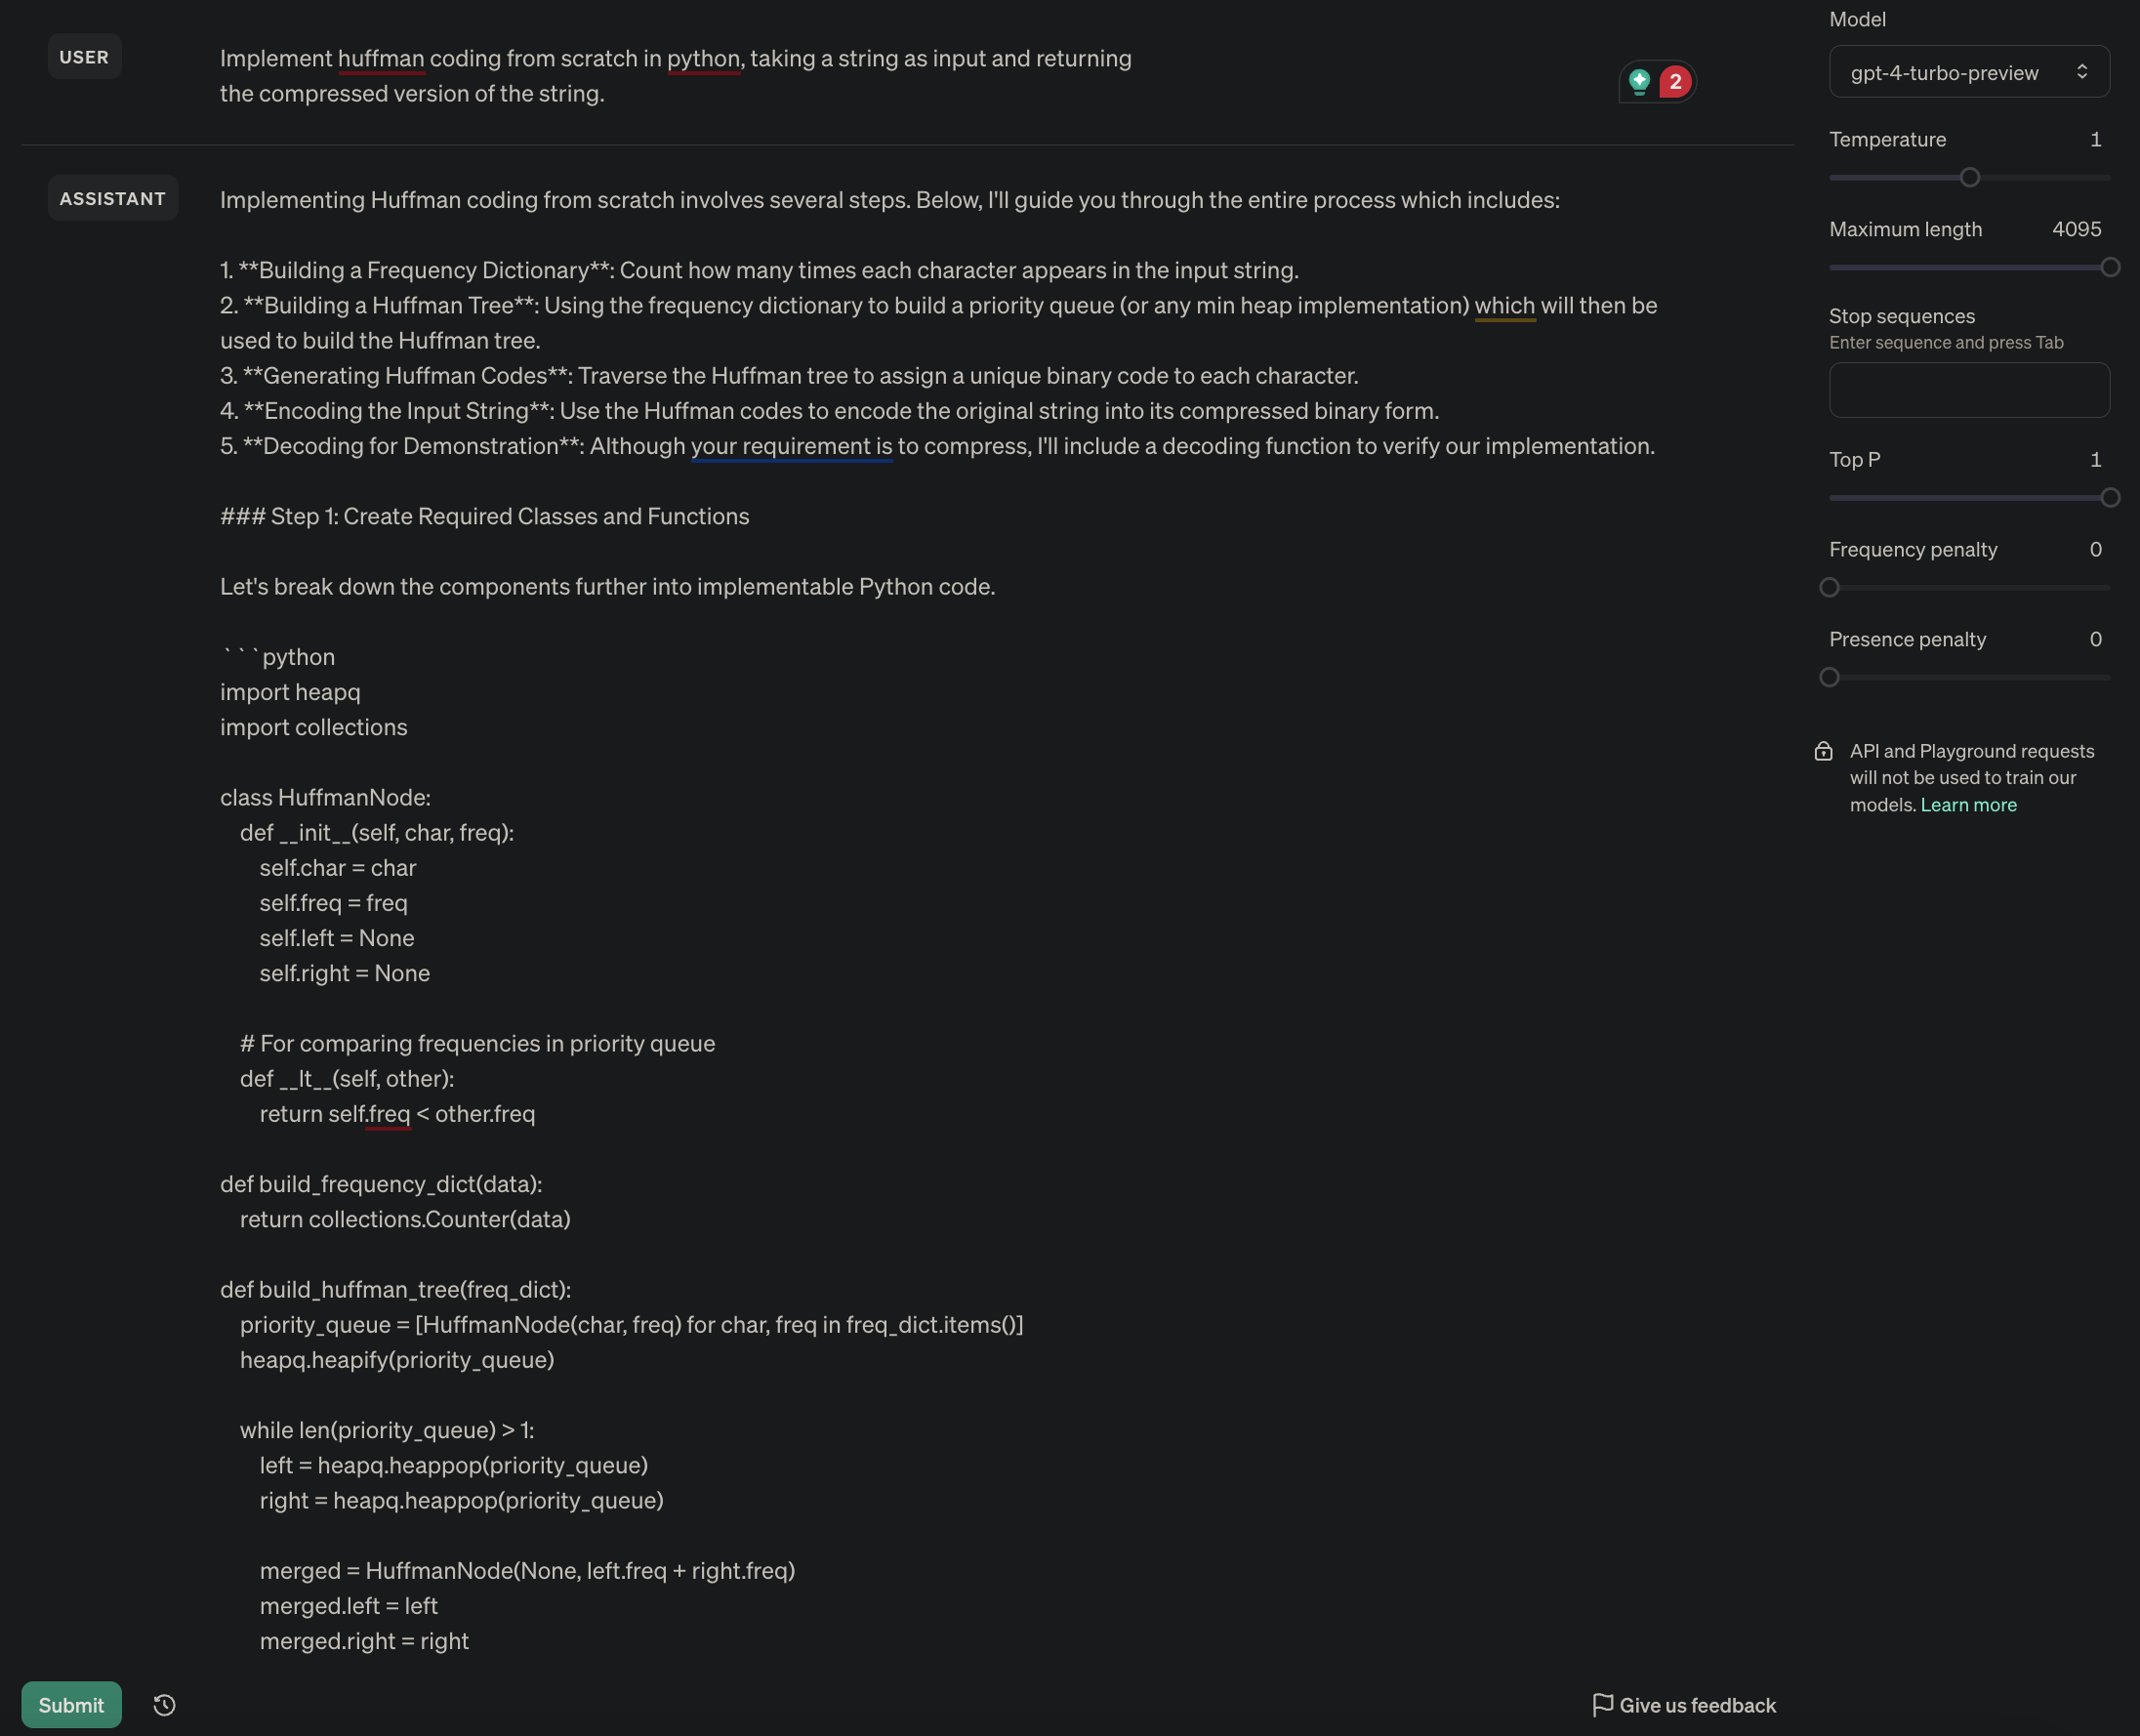 USER
Implement huffman coding from scratch in python, taking a string as input and returning
the compressed version of the string.
2
ASSISTANT
Implementing Huffman coding from scratch involves several steps. Below, I'll guide you through the entire process which includes:
1. **Building a Frequency Dictionary**: Count how many times each character appears in the input string.
2. **Building a Huffman Tree**: Using the frequency dictionary to build a priority queue (or any min heap implementation) which will then be
used to build the Huffman tree.
3. **Generating Huffman Codes**: Traverse the Huffman tree to assign a unique binary code to each character.
4. **Encoding the Input String**: Use the Huffman codes to encode the original string into its compressed binary form.
5. **Decoding for Demonstration**: Although your requirement is to compress, I'll include a decoding function to verify our implementation.
### Step 1: Create Required Classes and Functions
Let's break down the components further into implementable Python code.
```python
import heapq
import collections
class HuffmanNode:
def __init__(self, char, freq):
self.char = char
self.freq = freq
self.left = None
self.right = None
# For comparing frequencies in priority queue
def __lt__(self, other):
return self.freq < other.freq
def build_frequency_dict(data):
return collections.Counter(data)
def build_huffman_tree(freq_dict):
priority_queue = [HuffmanNode(char, freq) for char, freq in freq_dict.items()]
heapq.heapify(priority_queue)
while len(priority_queue) > 1:
left = heapq.heappop(priority_queue)
right = heapq.heappop(priority_queue)
merged = HuffmanNode(None, left.freq + right.freq)
merged.left = left
merged.right = right
Submit
Give us feedback
Model
gpt-4-turbo-preview
Temperature 1
Maximum length 4095
Stop sequences
Enter sequence and press Tab
Top P 1
Frequency penalty 0
Presence penalty 0
API and Playground requests
will not be used to train our
models. Learn more